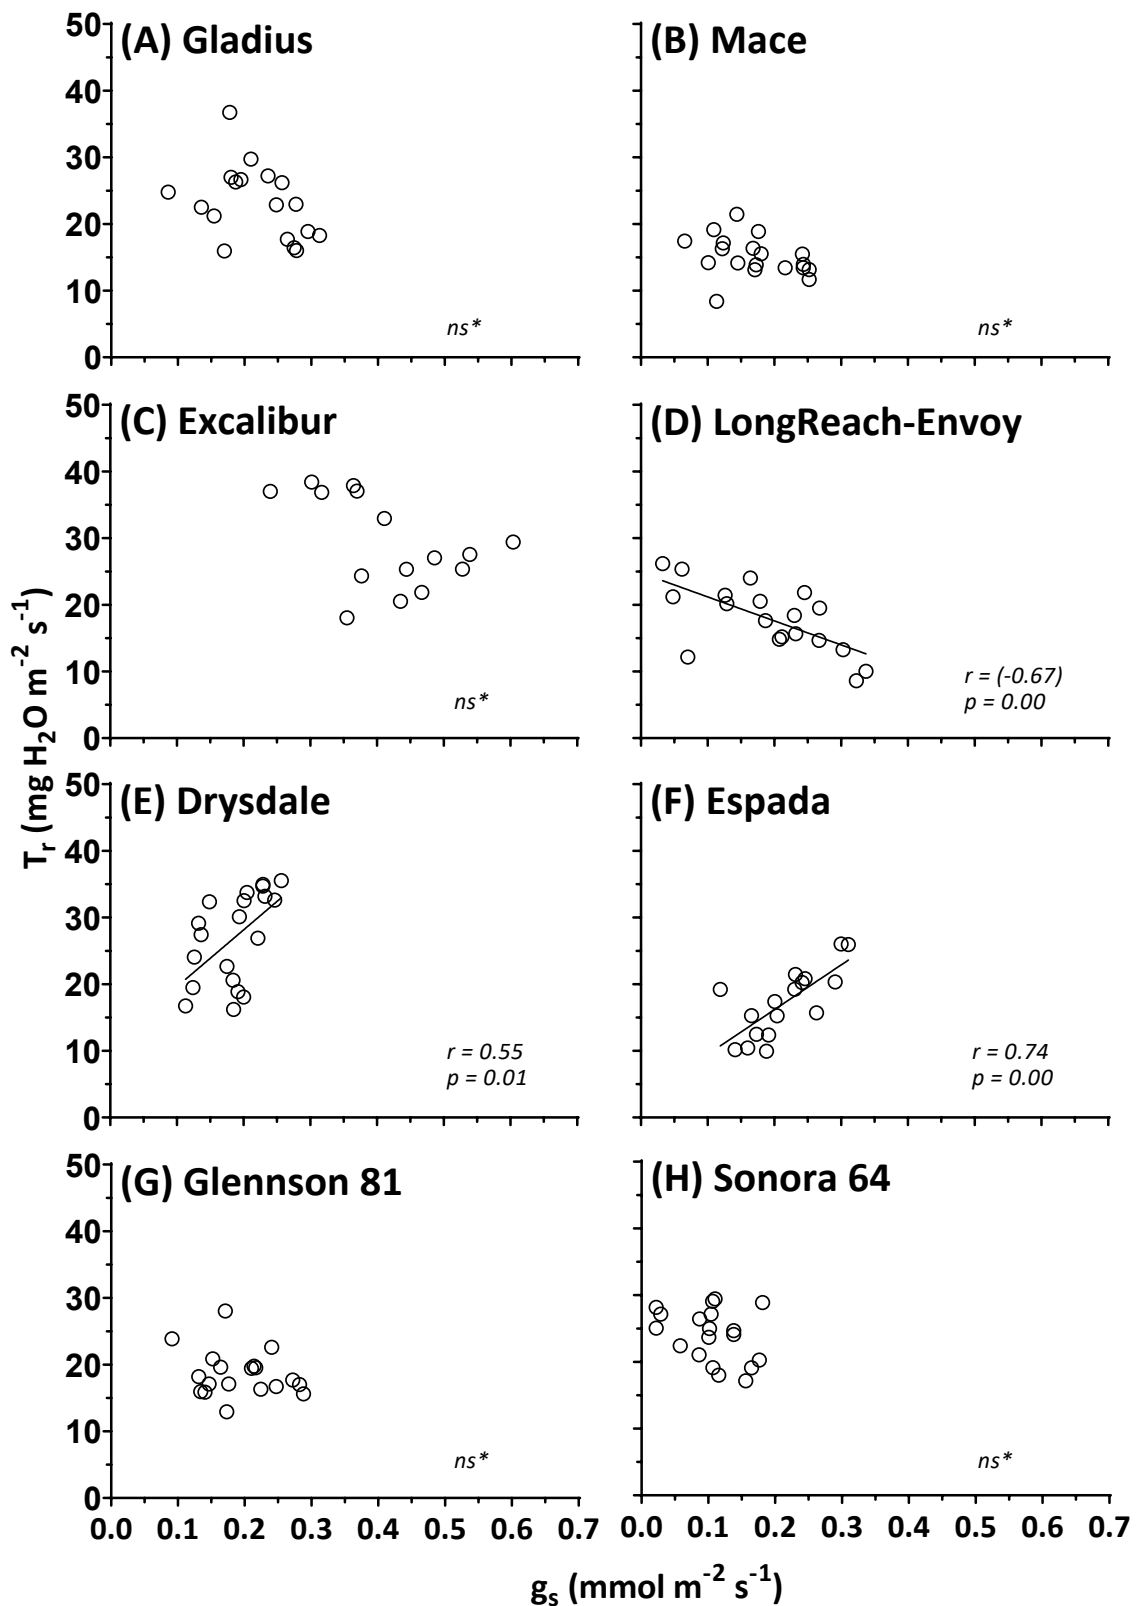 50
40
30
20
10
0
(A) Gladius
ns*
(B) Mace
ns*
50
40
30
20
10
0
(C) Excalibur
ns*
(D) LongReach-Envoy
r = (-0.67)
p = 0.00
Tr (mg H2O m-2 s-1)
50
40
30
20
10
0
(E) Drysdale
r = 0.55
p = 0.01
(F) Espada
r = 0.74
p = 0.00
50
40
30
20
10
0
(G) Glennson 81
ns*
(H) Sonora 64
ns*
0.0 0.1 0.2 0.3 0.4 0.5 0.6 0.7
0.0 0.1 0.2 0.3 0.4 0.5 0.6 0.7
gs (mmol m-2 s-1)